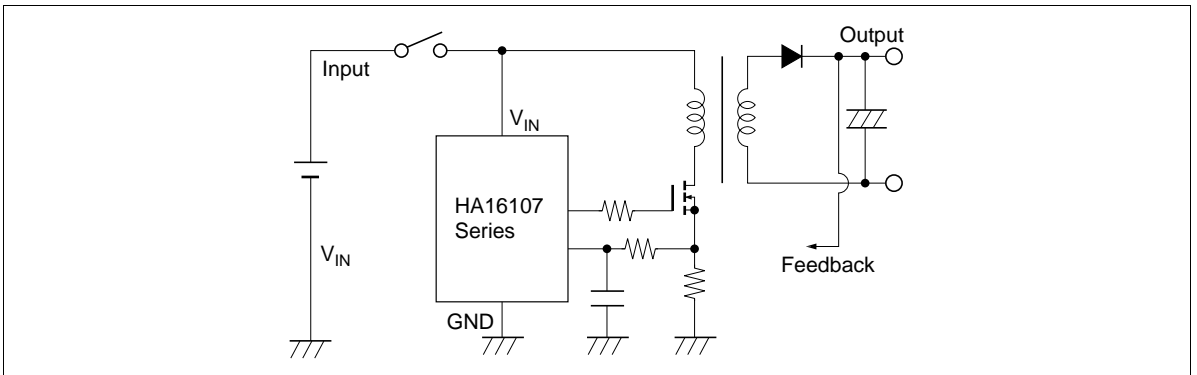 Output
Input
V_IN
HA16107
Series
V_IN
Feedback
GND